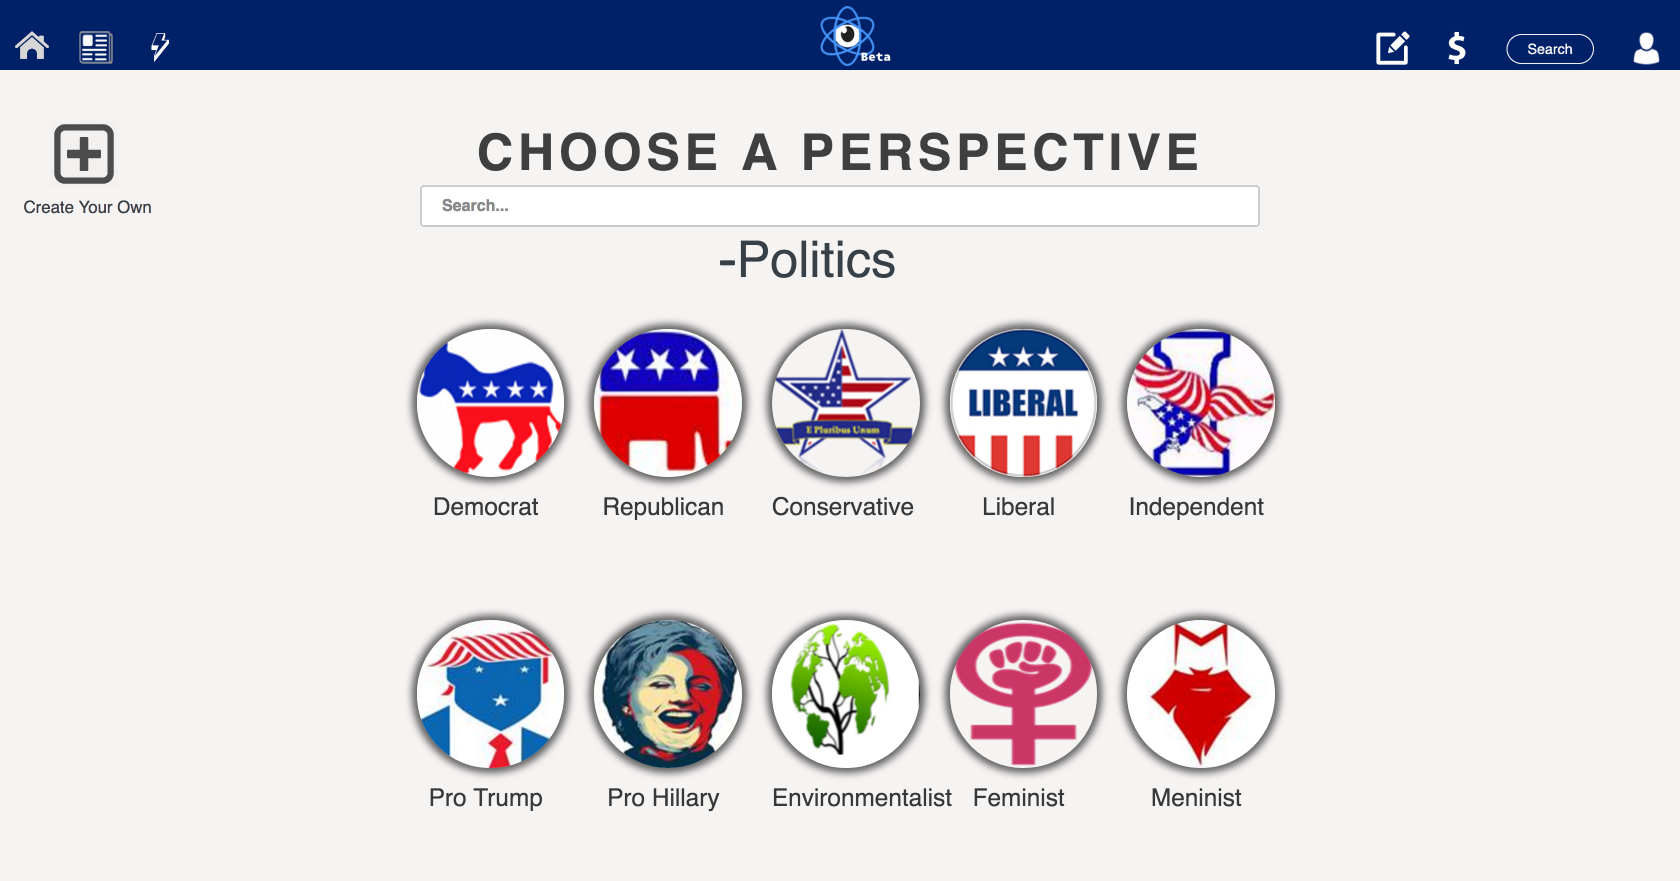 Beta
Search
Create Your Own
CHOOSE A PERSPECTIVE
Search...
-Politics
LIBERAL
E Pluribus Unum
Democrat
Republican
Conservative
Liberal
Independent
Pro Trump
Pro Hillary
Environmentalist
Feminist
Meninist